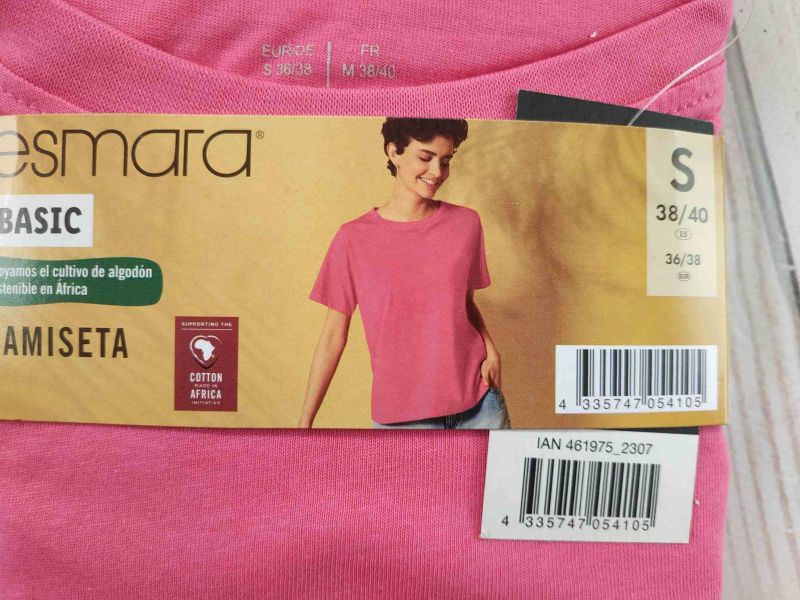 EUR/DE
S 36/38
FR
M 38/40
esmara®
BASIC
oyamos el cultivo de algodón
stenible en África
AMISETA
SUPPORTING THE
COTTON
MADE IN
AFRICA
INITIATIVE
S
38/40
ES
36/38
EUR
4 335747 054105
IAN 461975_2307
4 335747 054105